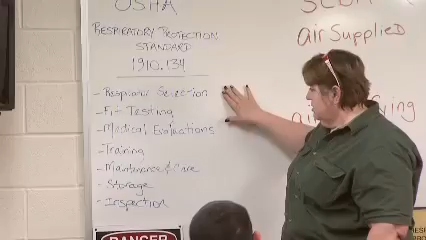 OSHA
RESPIRATORY PROTECTION
STANDARD
1910.134
- Respirator Selection
- Fit Testing
- Medical Evaluations
- Training
- Maintenance & Care
- Storage
- Inspection
SCBA
air Supplied
DANGER